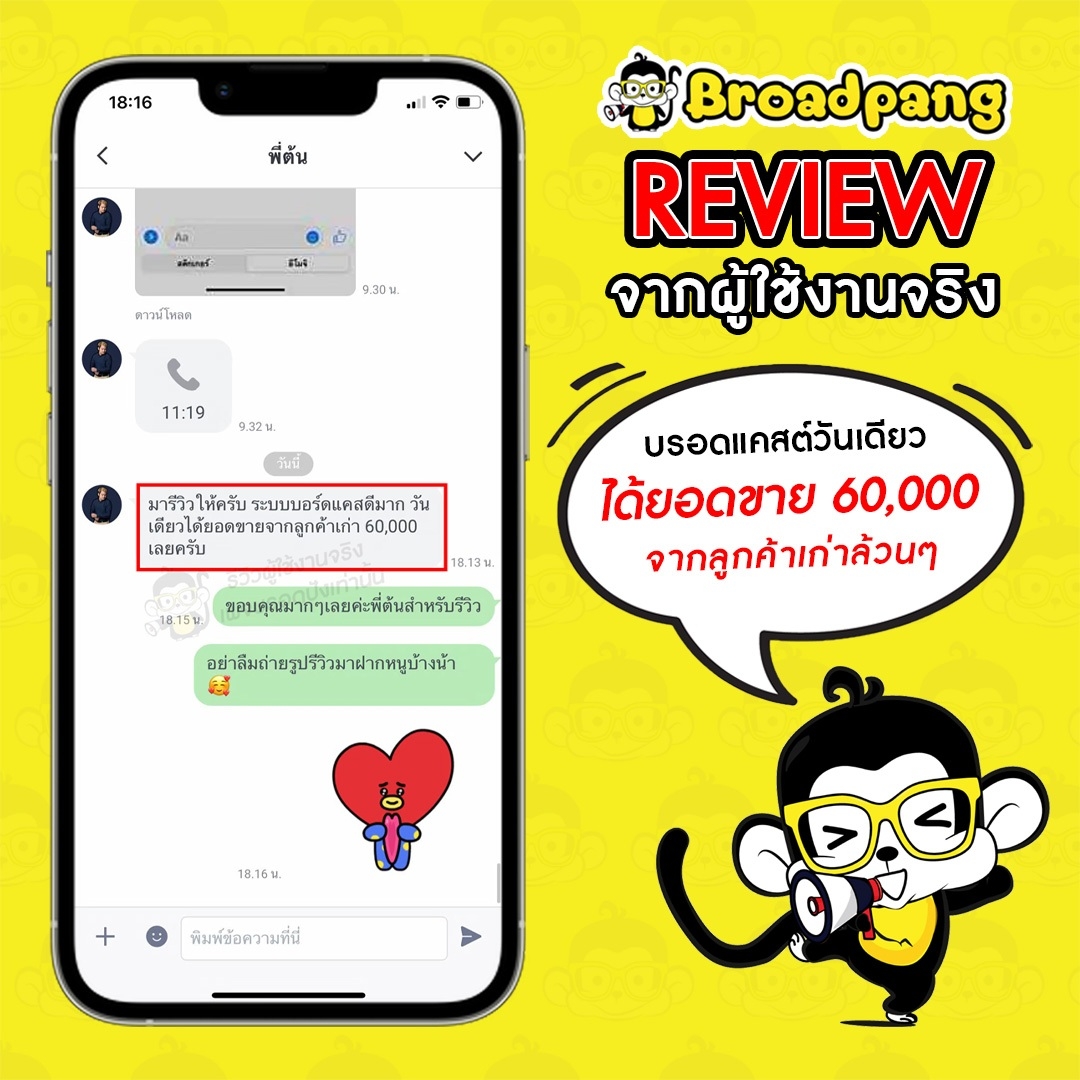 18:16
พี่ต้น
Aa
สติกเกอร์
อีโมจิ
9.30 น.
ดาวน์โหลด
11:19
9.32 น.
วันนี้
มารีวิวให้ครับ ระบบบอร์ดแคสดีมาก วัน
เดียวได้ยอดขายจากลูกค้าเก่า 60,000
เลยครับ
18.13 น.
รีวิวผู้ใช้งานจริง
ขอบคุณมากๆเลยค่ะพี่ต้นสำหรับรีวิว
18.15 น.
อย่าลืมถ่ายรูปรีวิวมาฝากหนูบ้างน้า
🥰
18.16 น.
พิมพ์ข้อความที่นี่
Broadpang
REVIEW
จากผู้ใช้งานจริง
บรอดแคสต์วันเดียว
ได้ยอดขาย 60,000
จากลูกค้าเก่าล้วนๆ